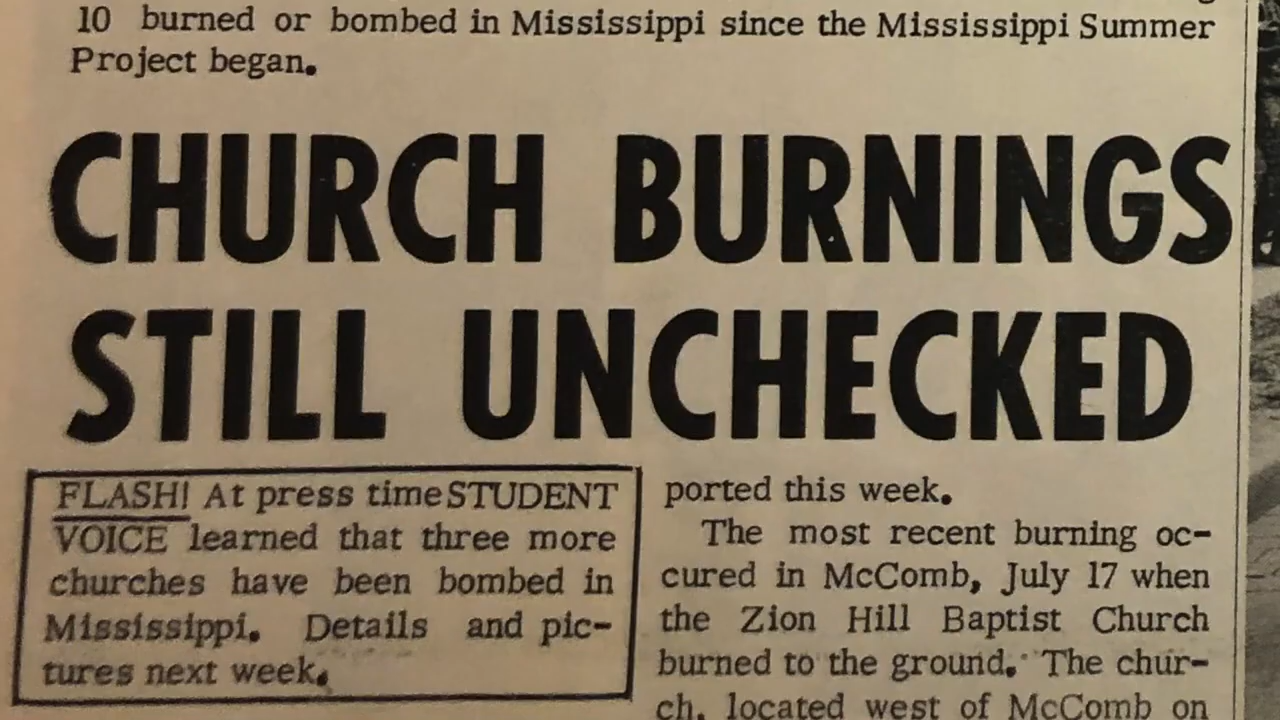 10 burned or bombed in Mississippi since the Mississippi Summer
Project began.
CHURCH BURNINGS
STILL UNCHECKED
FLASH! At press time STUDENT
VOICE learned that three more
churches have been bombed in
Mississippi. Details and pic-
tures next week.
ported this week.
The most recent burning oc-
cured in McComb, July 17 when
the Zion Hill Baptist Church
burned to the ground. The chur-
ch, located west of McComb on